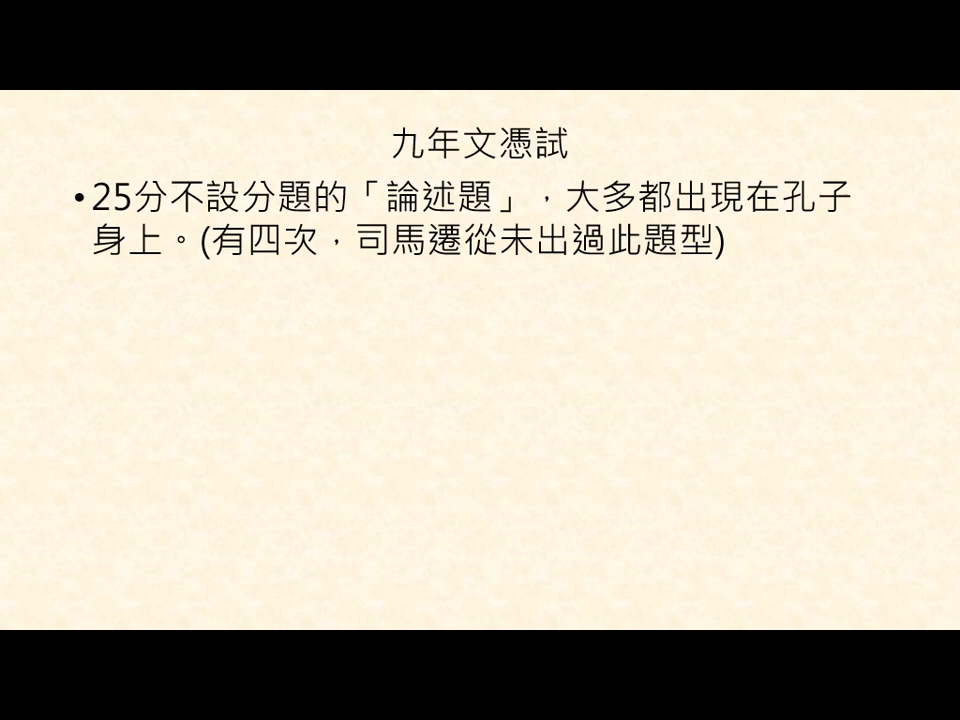 九年文憑試
•25分不設分題的「論述題」，大多都出現在孔子
身上。(有四次，司馬遷從未出過此題型)